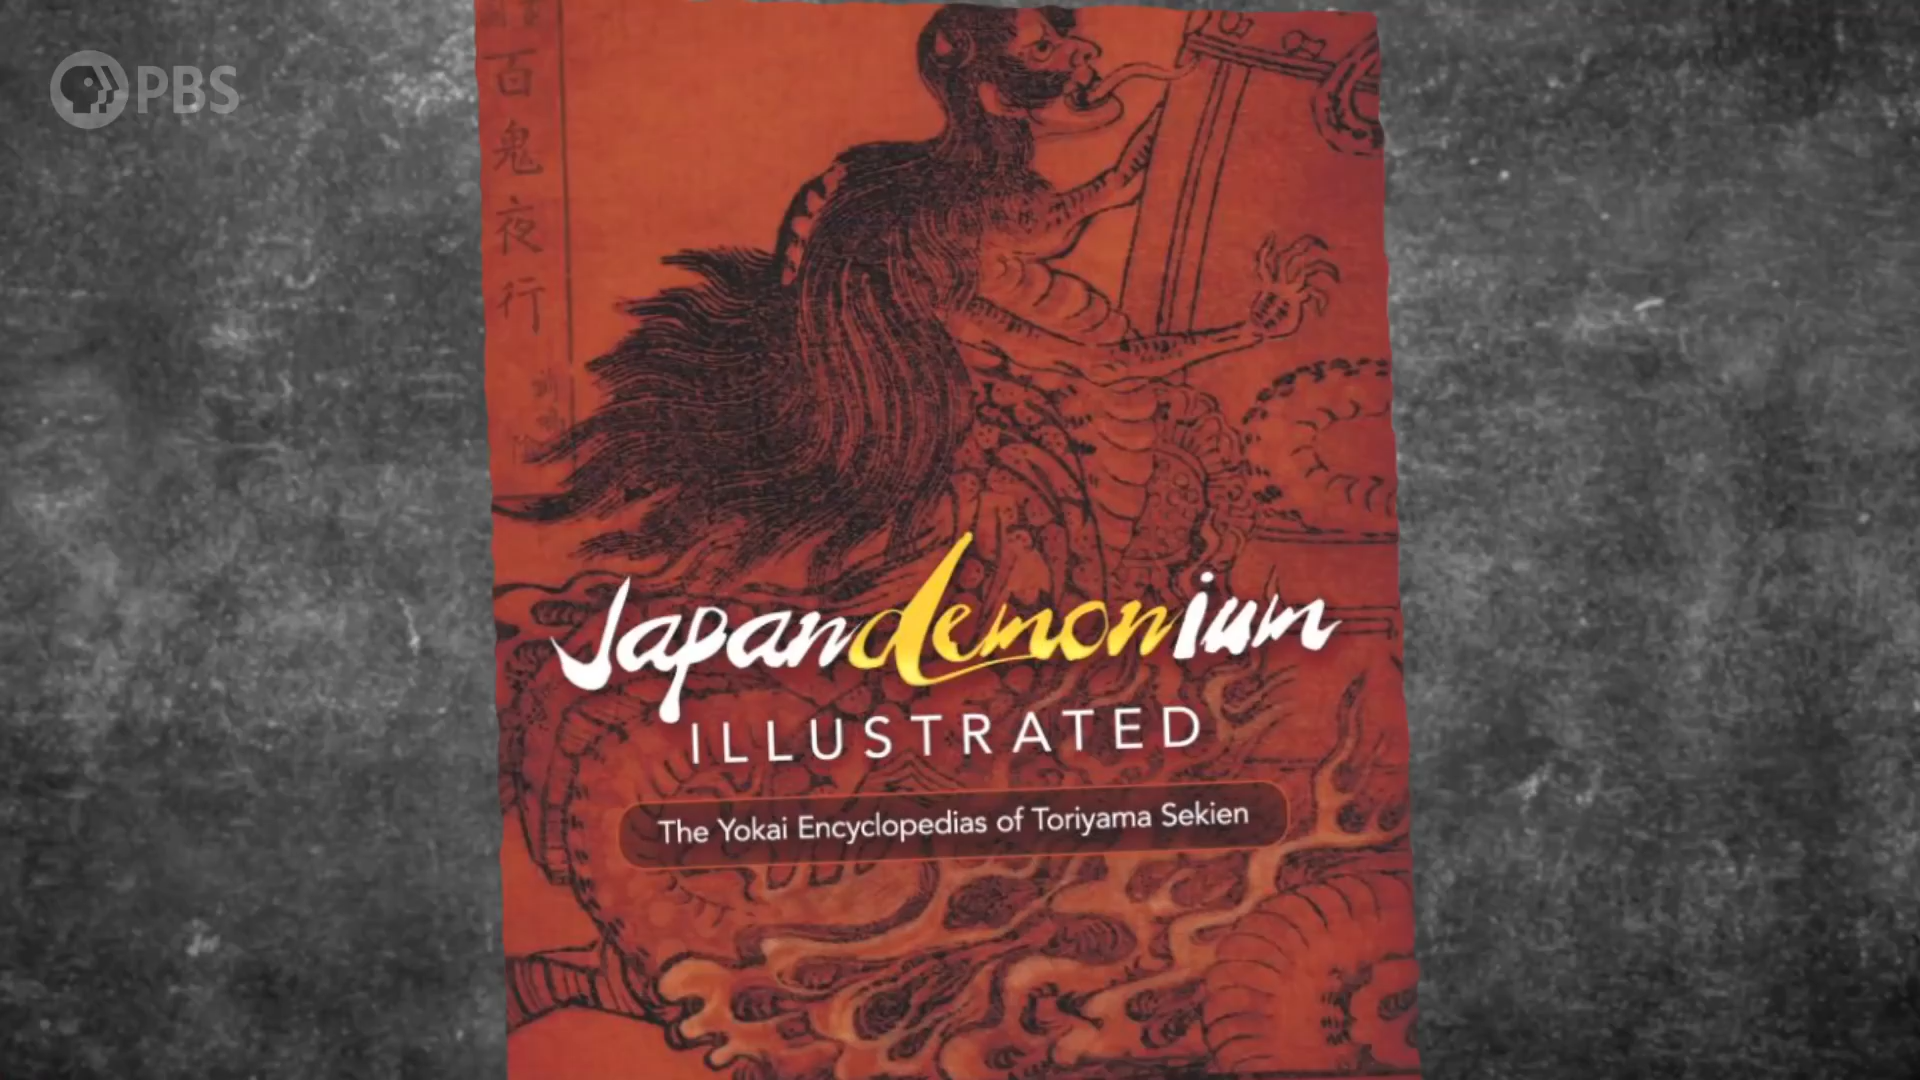 PBS
百鬼夜行
Japandemonium
ILLUSTRATED
The Yokai Encyclopedias of Toriyama Sekien